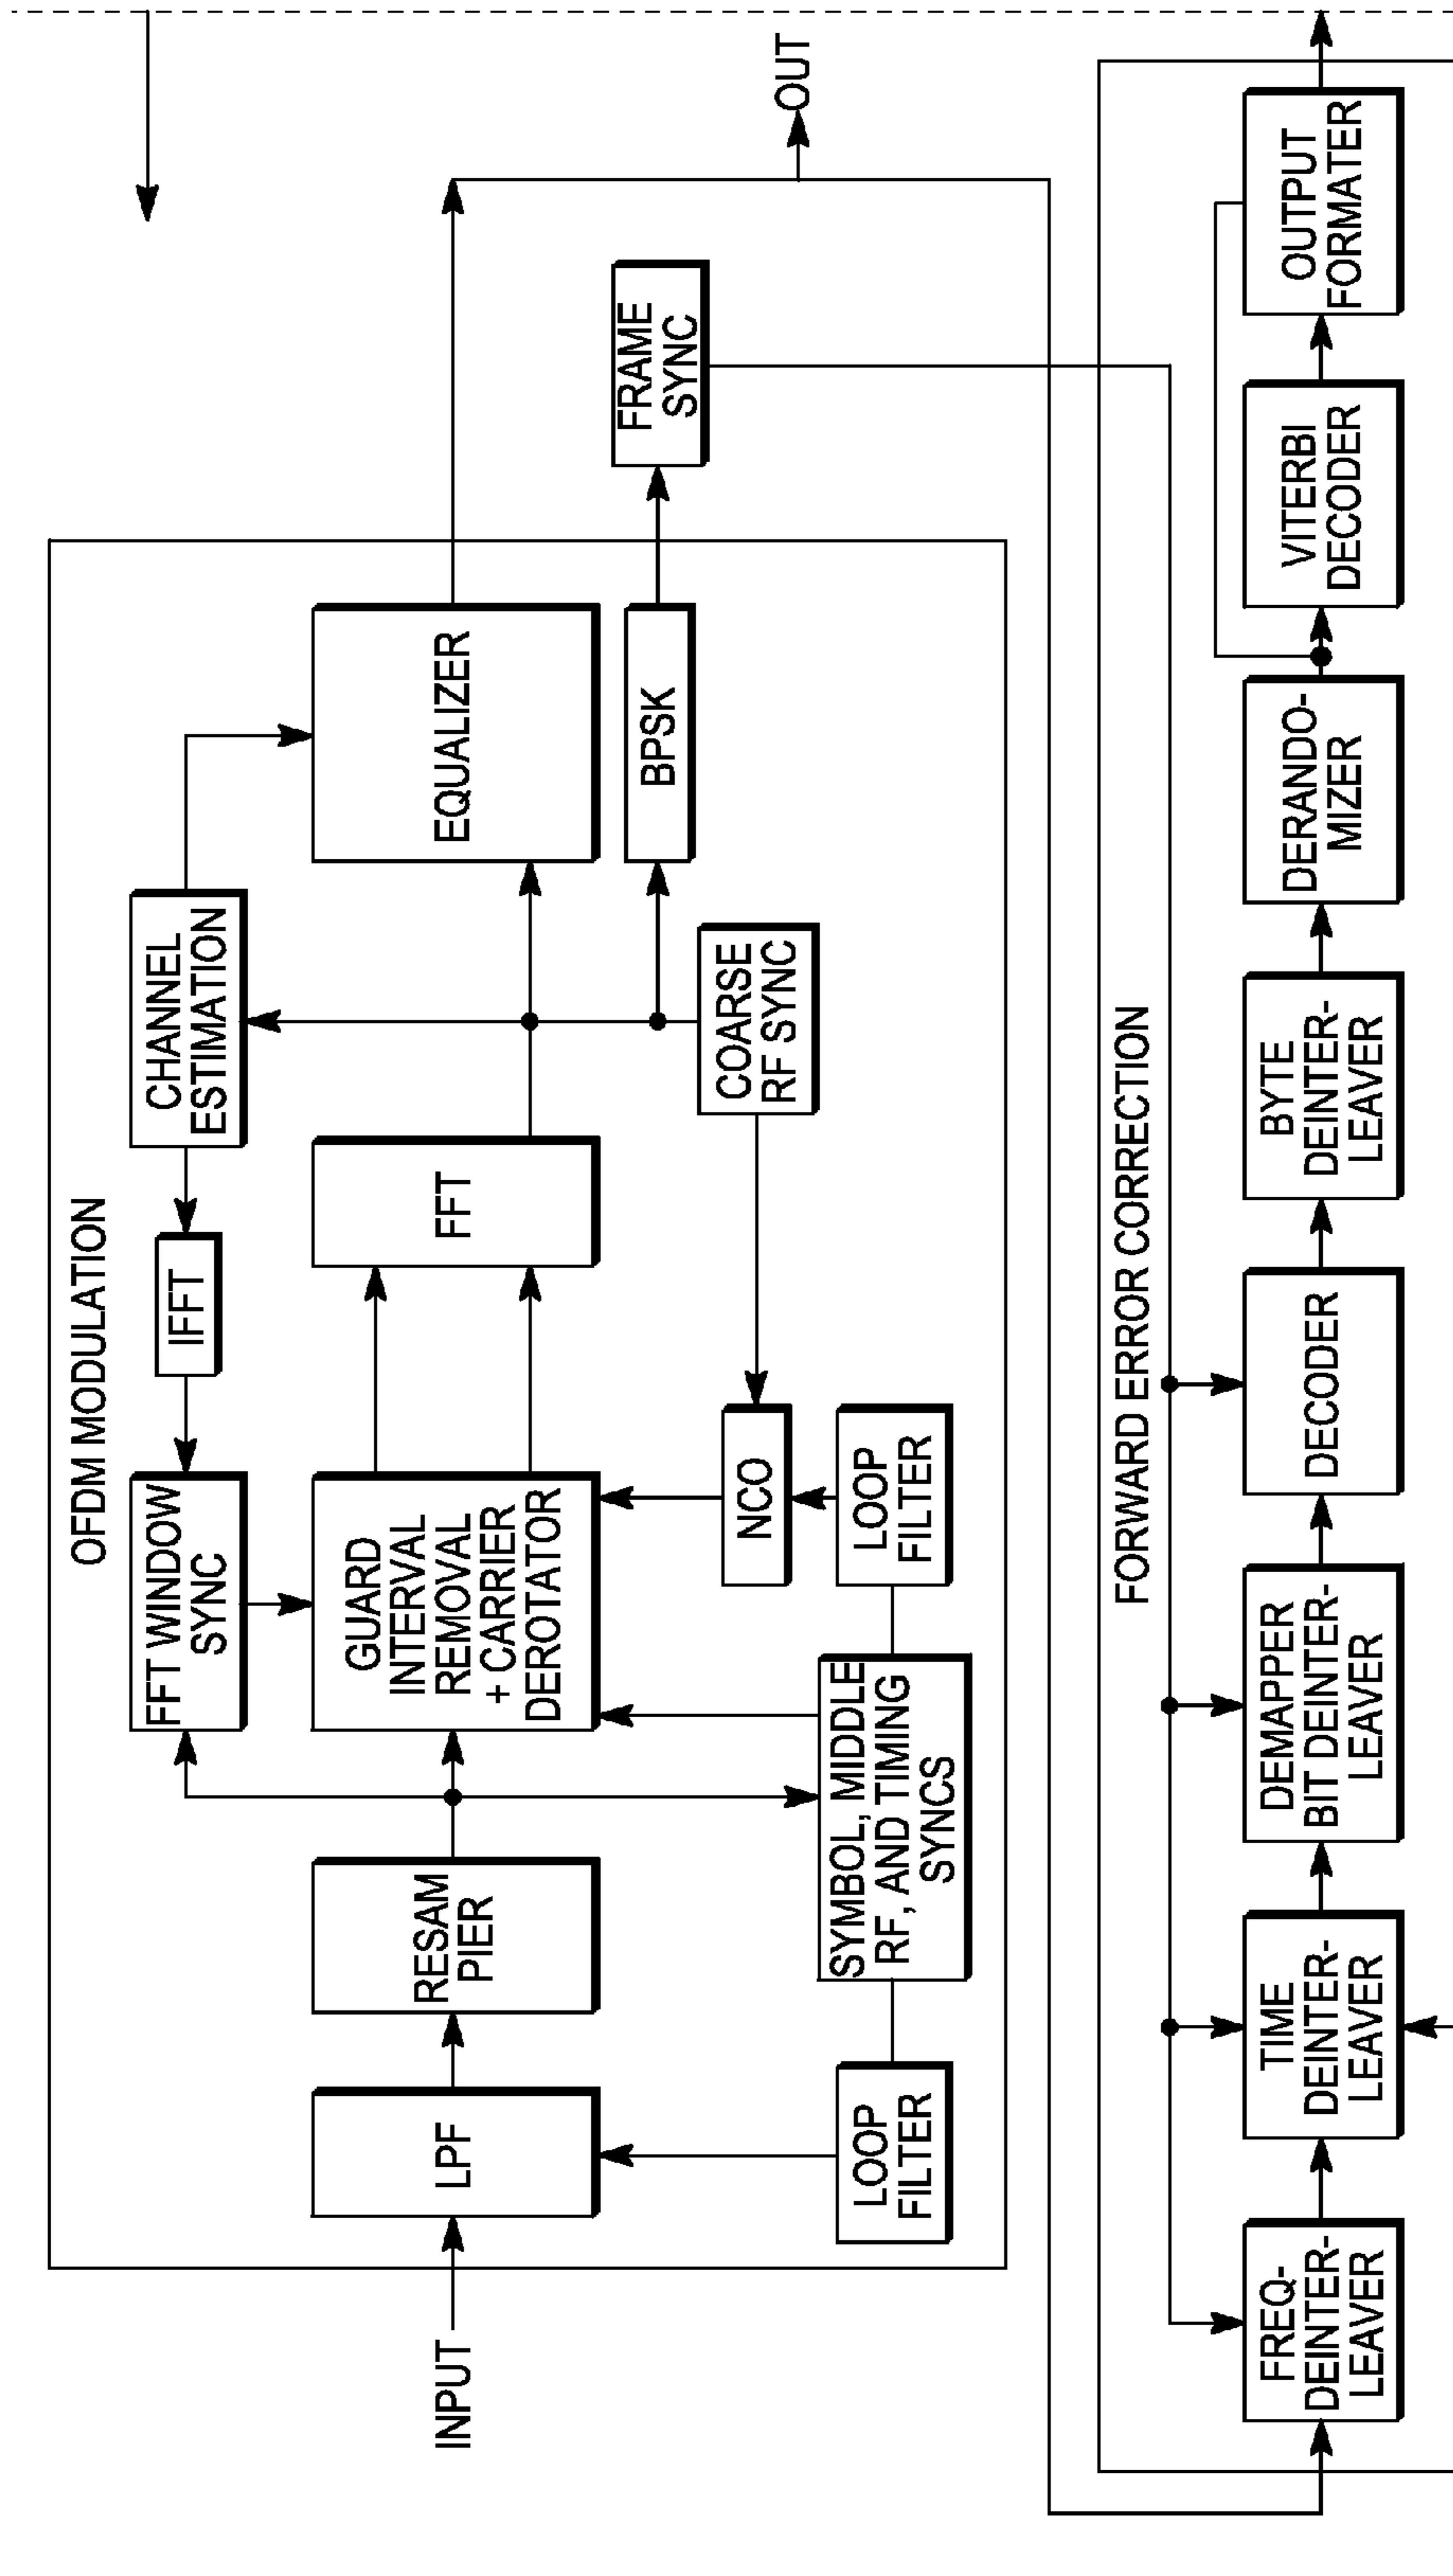 OFDM MODULATION
FFT WINDOW
SYNC
IFFT
CHANNEL
ESTIMATION
INPUT
LPF
RESAM
PIER
GUARD
INTERVAL
REMOVAL
+ CARRIER
DEROTATOR
FFT
EQUALIZER
BPSK
FRAME
SYNC
OUT
NCO
COARSE
RF SYNC
LOOP
FILTER
SYMBOL, MIDDLE
RF, AND TIMING
SYNCS
LOOP
FILTER
FORWARD ERROR CORRECTION
FREQ-
DEINTER-
LEAVER
TIME
DEINTER-
LEAVER
DEMAPPER
BIT DEINTER-
LEAVER
DECODER
BYTE
DEINTER-
LEAVER
DERANDO-
MIZER
VITERBI
DECODER
OUTPUT
FORMATER